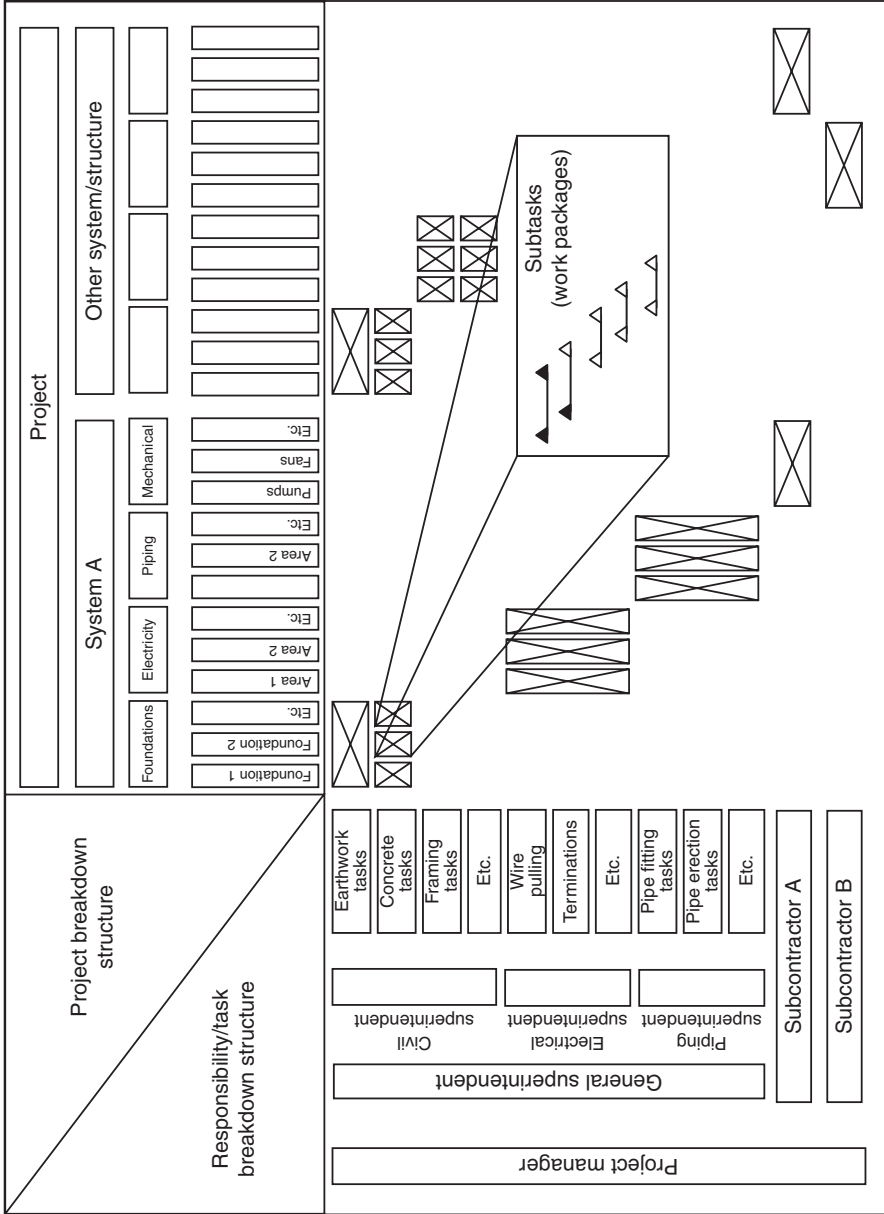 Project breakdown
structure
Responsibility/task
breakdown structure
Project
System A
Other system/structure
Foundations
Electricity
Piping
Mechanical
Foundation 1
Foundation 2
Etc.
Area 1
Area 2
Etc.
Area 2
Etc.
Pumps
Fans
Etc.
Project manager
General superintendent
Civil
superintendent
Electrical
superintendent
Piping
superintendent
Earthwork
tasks
Concrete
tasks
Framing
tasks
Etc.
Wire
pulling
Terminations
Etc.
Pipe fitting
tasks
Pipe erection
tasks
Etc.
Subcontractor A
Subcontractor B
Subtasks
(work packages)